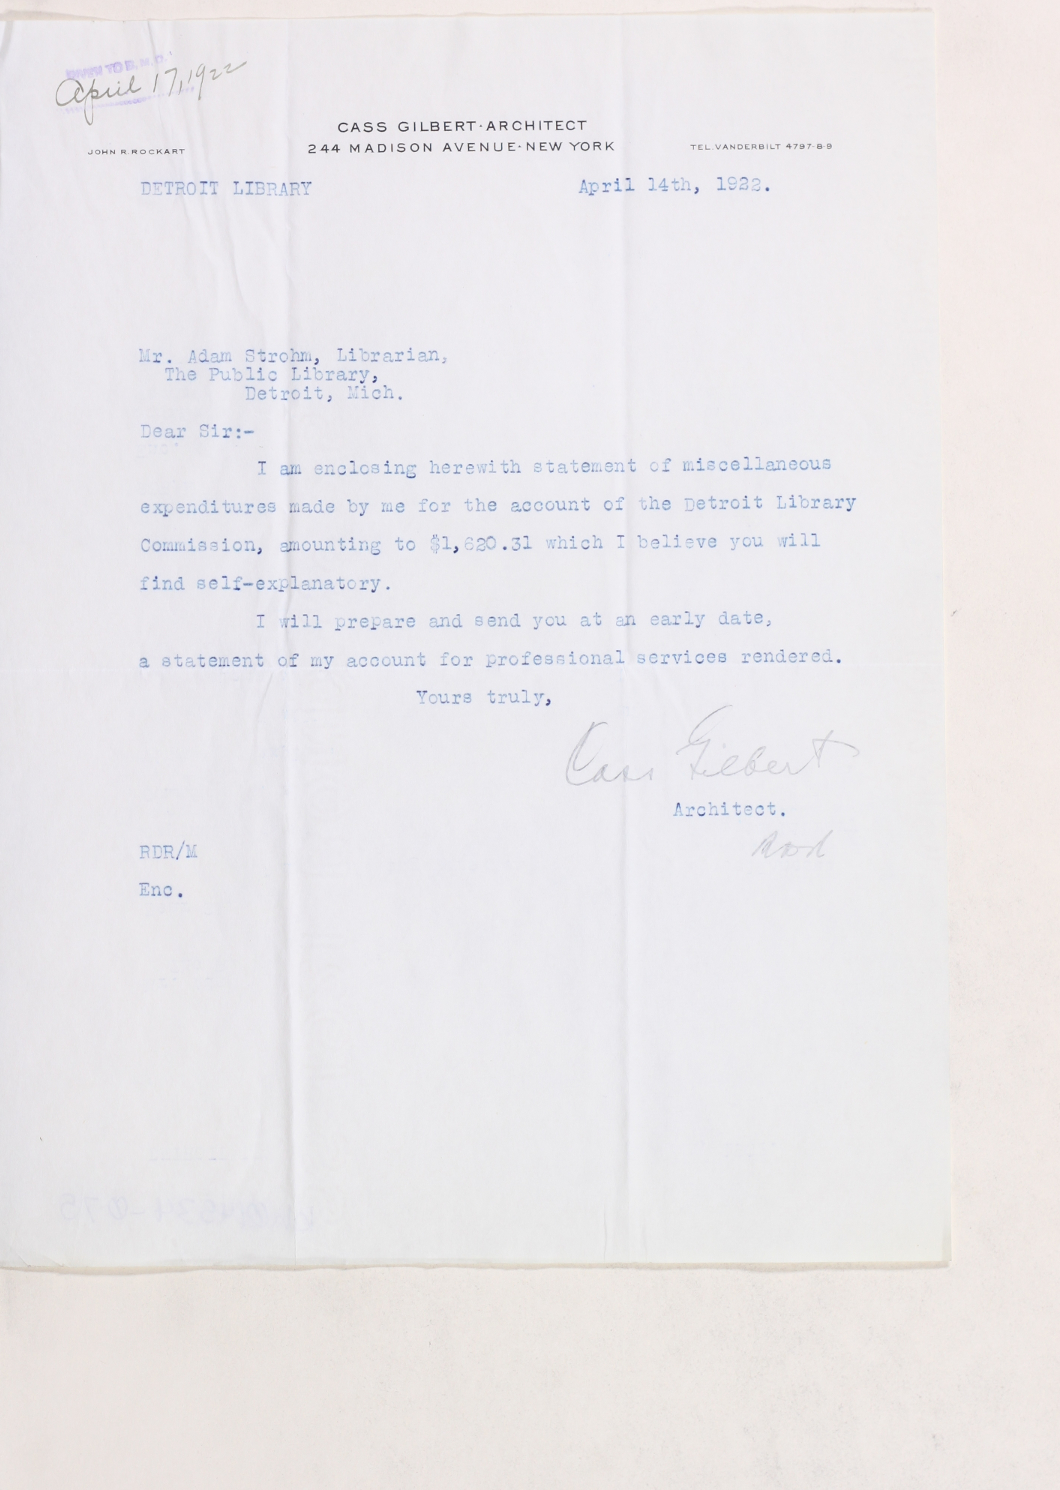 April 17, 1922
CASS GILBERT·ARCHITECT
244 MADISON AVENUE·NEW YORK
JOHN R. ROCKART
TEL. VANDERBILT 4797-8-9
DETROIT LIBRARY
April 14th, 1922.
Mr. Adam Strohm, Librarian,
The Public Library,
Detroit, Mich.
Dear Sir:-
I am enclosing herewith statement of miscellaneous
expenditures made by me for the account of the Detroit Library
Commission, amounting to $1,620.31 which I believe you will
find self-explanatory.
I will prepare and send you at an early date,
a statement of my account for professional services rendered.
Yours truly,
Cass Gilbert
Architect.
RDR/M
Enc.